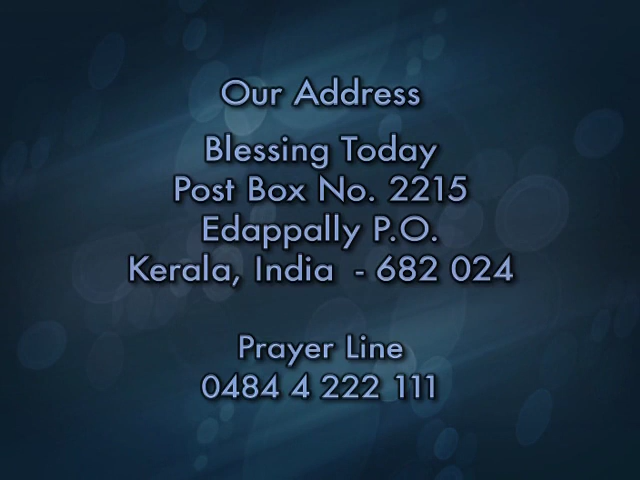 Our Address
Blessing Today
Post Box No. 2215
Edappally P.O.
Kerala, India - 682 024
Prayer Line
0484 4 222 111